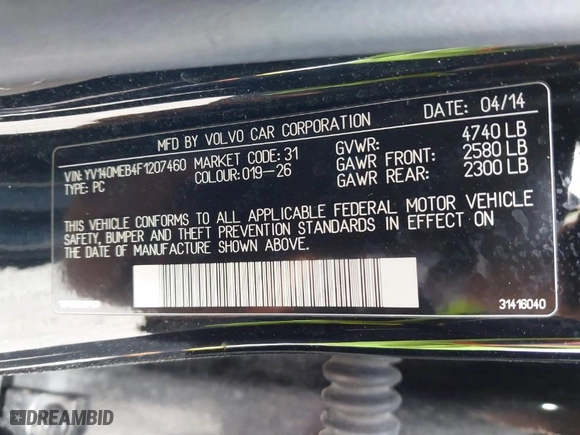 MFD BY VOLVO CAR CORPORATION DATE: 04/14
VIN: YV140MEB4F1207460 MARKET CODE: 31 GVWR: 4740 LB
TYPE: PC COLOUR: 019-26 GAWR FRONT: 2580 LB
GAWR REAR: 2300 LB
THIS VEHICLE CONFORMS TO ALL APPLICABLE FEDERAL MOTOR VEHICLE
SAFETY, BUMPER AND THEFT PREVENTION STANDARDS IN EFFECT ON
THE DATE OF MANUFACTURE SHOWN ABOVE.
31416040
DREAMBID